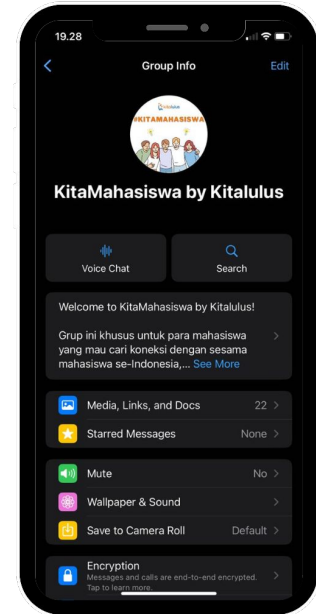 19.28
Group Info
Edit
Kitalulus
#KITAMAHASISWA
KitaMahasiswa by Kitalulus
Voice Chat
Search
Welcome to KitaMahasiswa by Kitalulus!
Grup ini khusus untuk para mahasiswa
yang mau cari koneksi dengan sesama
mahasiswa se-Indonesia,... See More
Media, Links, and Docs 22
Starred Messages None
Mute No
Wallpaper & Sound
Save to Camera Roll Default
Encryption
Messages and calls are end-to-end encrypted.
Tap to learn more.